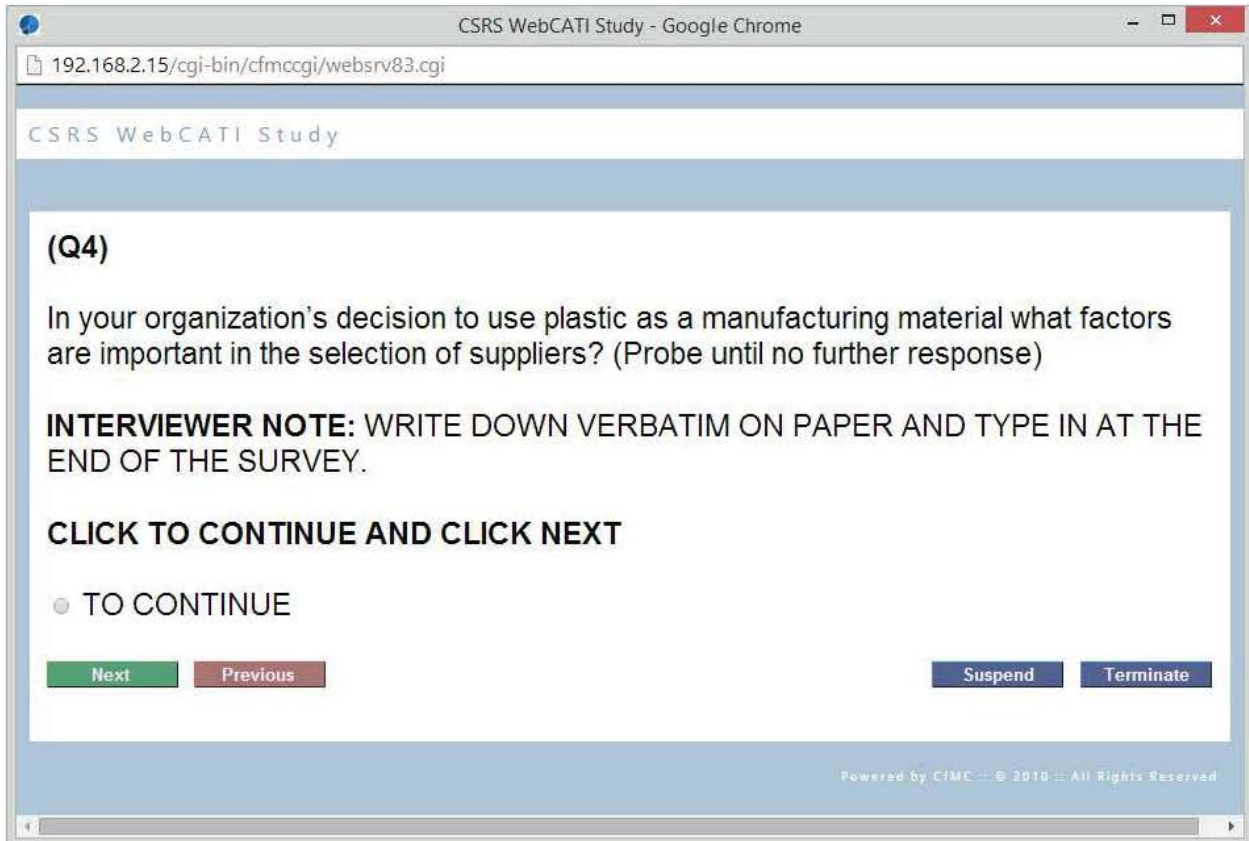 CSRS WebCATI Study - Google Chrome
192.168.2.15/cgi-bin/cfmccgi/websrv83.cgi
CSRS WebCATI Study
(Q4)
In your organization's decision to use plastic as a manufacturing material what factors
are important in the selection of suppliers? (Probe until no further response)
INTERVIEWER NOTE: WRITE DOWN VERBATIM ON PAPER AND TYPE IN AT THE
END OF THE SURVEY.
CLICK TO CONTINUE AND CLICK NEXT
TO CONTINUE
Next Previous Suspend Terminate
Powered by CfMC :: © 2010 :: All Rights Reserved